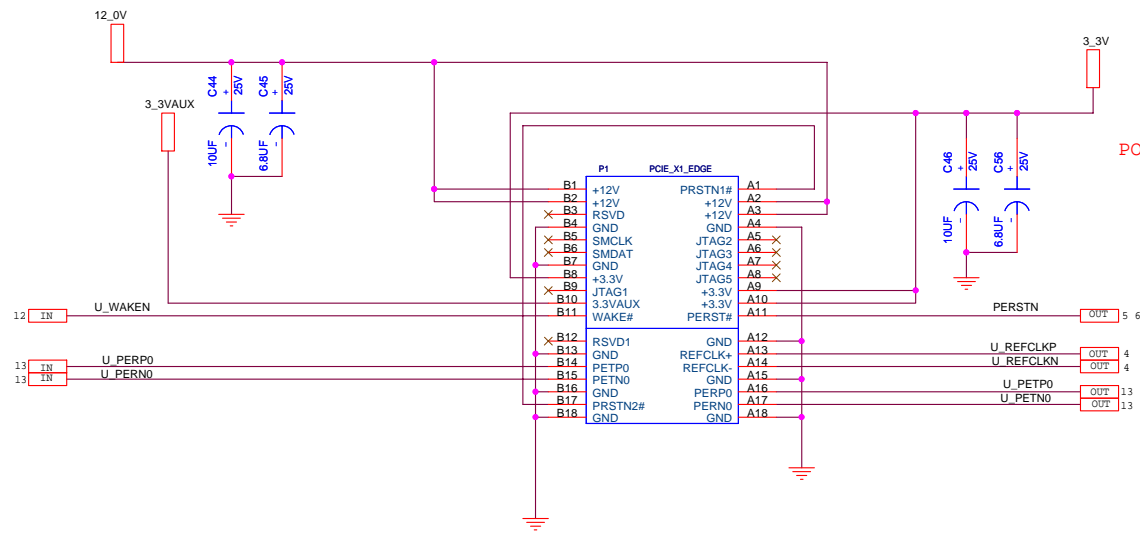 12_0V
3_3V
3_3VAUX
C44
+
25V
10UF
-
C45
+
25V
6.8UF
-
C46
+
25V
10UF
-
C56
+
25V
6.8UF
-
PO
P1 PCIE_X1_EDGE
B1 +12V PRSTN1# A1
B2 +12V +12V A2
B3 RSVD +12V A3
B4 GND GND A4
B5 SMCLK JTAG2 A5
B6 SMDAT JTAG3 A6
B7 GND JTAG4 A7
B8 +3.3V JTAG5 A8
B9 JTAG1 +3.3V A9
B10 3.3VAUX +3.3V A10
12 IN U_WAKEN B11 WAKE# PERST# A11 PERSTN OUT 5 6
B12 RSVD1 GND A12
B13 GND REFCLK+ A13 U_REFCLKP OUT 4
13 IN U_PERP0 B14 PETP0 REFCLK- A14 U_REFCLKN OUT 4
13 IN U_PERN0 B15 PETN0 GND A15
B16 GND PERP0 A16 U_PETP0 OUT 13
B17 PRSTN2# PERN0 A17 U_PETN0 OUT 13
B18 GND GND A18